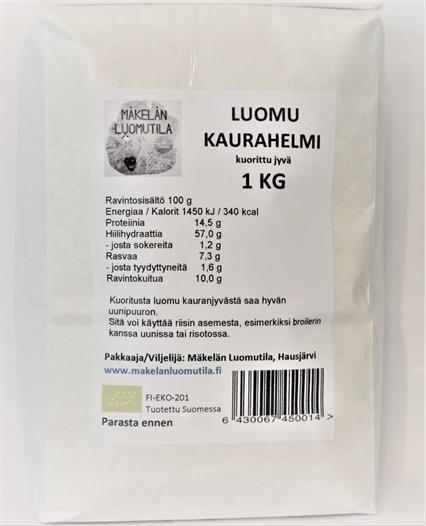 MÄKELÄN
LUOMUTILA
LUOMU
KAURAHELMI
kuorittu jyvä
1 KG
Ravintosisältö 100 g
Energiaa / Kalorit 1450 kJ / 340 kcal
Proteiinia 14,5 g
Hiilihydraattia 57,0 g
- josta sokereita 1,2 g
Rasvaa 7,3 g
- josta tyydyttyneitä 1,6 g
Ravintokuitua 10,0 g
Kuoritusta luomu kauranjyvästä saa hyvän
uunipuuron.
Sitä voi käyttää riisin asemesta, esimerkiksi broilerin
kanssa uunissa tai risotossa.
Pakkaaja/Viljelijä: Mäkelän Luomutila, Hausjärvi
www.makelanluomutila.fi
FI-EKO-201
Tuotettu Suomessa
Parasta ennen
6 430067 450014 >